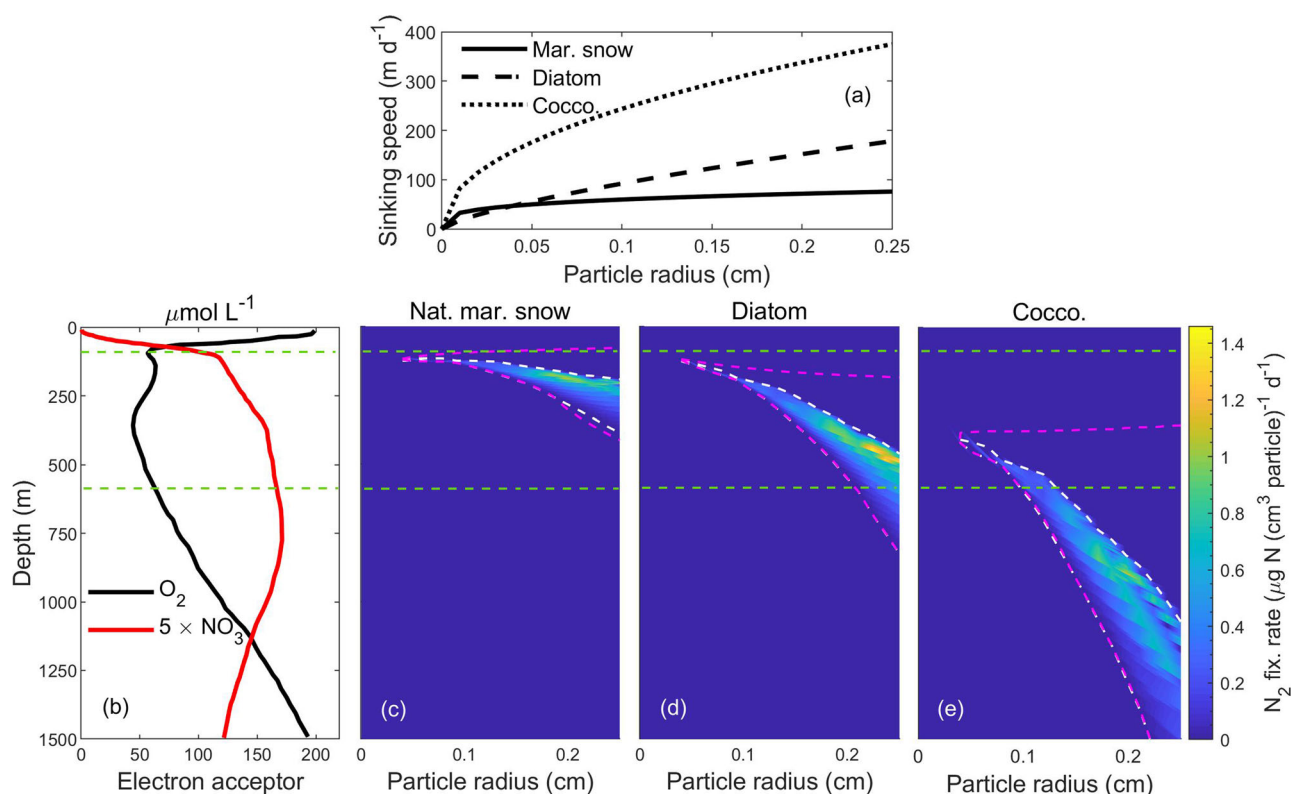 400
300
200
100
0
Sinking speed (m d⁻¹)
Mar. snow
Diatom
Cocco.
(a)
0 0.05 0.1 0.15 0.2 0.25
Particle radius (cm)
μmol L⁻¹
0
250
500
750
1000
1250
1500
Depth (m)
O₂
5 × NO₃
(b)
0 50 100 150 200
Electron acceptor
Nat. mar. snow
(c)
0.1 0.2
Particle radius (cm)
Diatom
(d)
0.1 0.2
Particle radius (cm)
Cocco.
(e)
0.1 0.2
Particle radius (cm)
1.4
1.2
1
0.8
0.6
0.4
0.2
0
N₂ fix. rate (μg N (cm³ particle)⁻¹ d⁻¹)